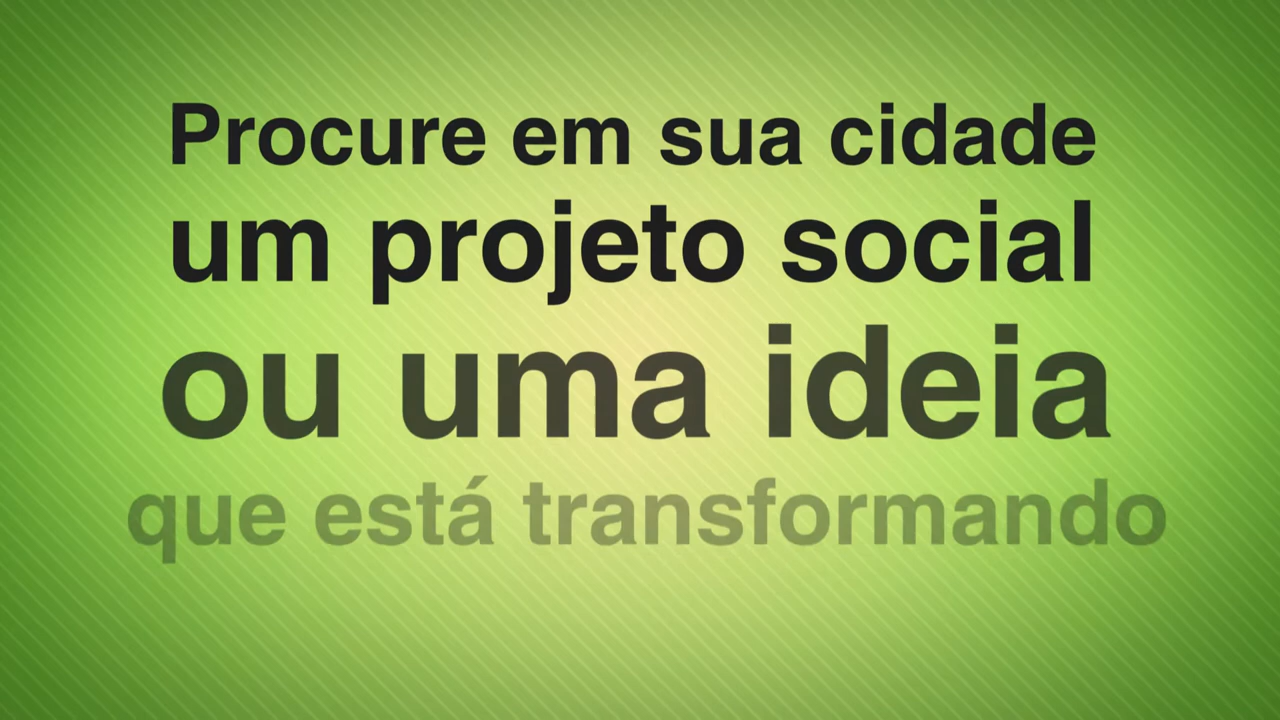 Procure em sua cidade
um projeto social
ou uma ideia
que está transformando